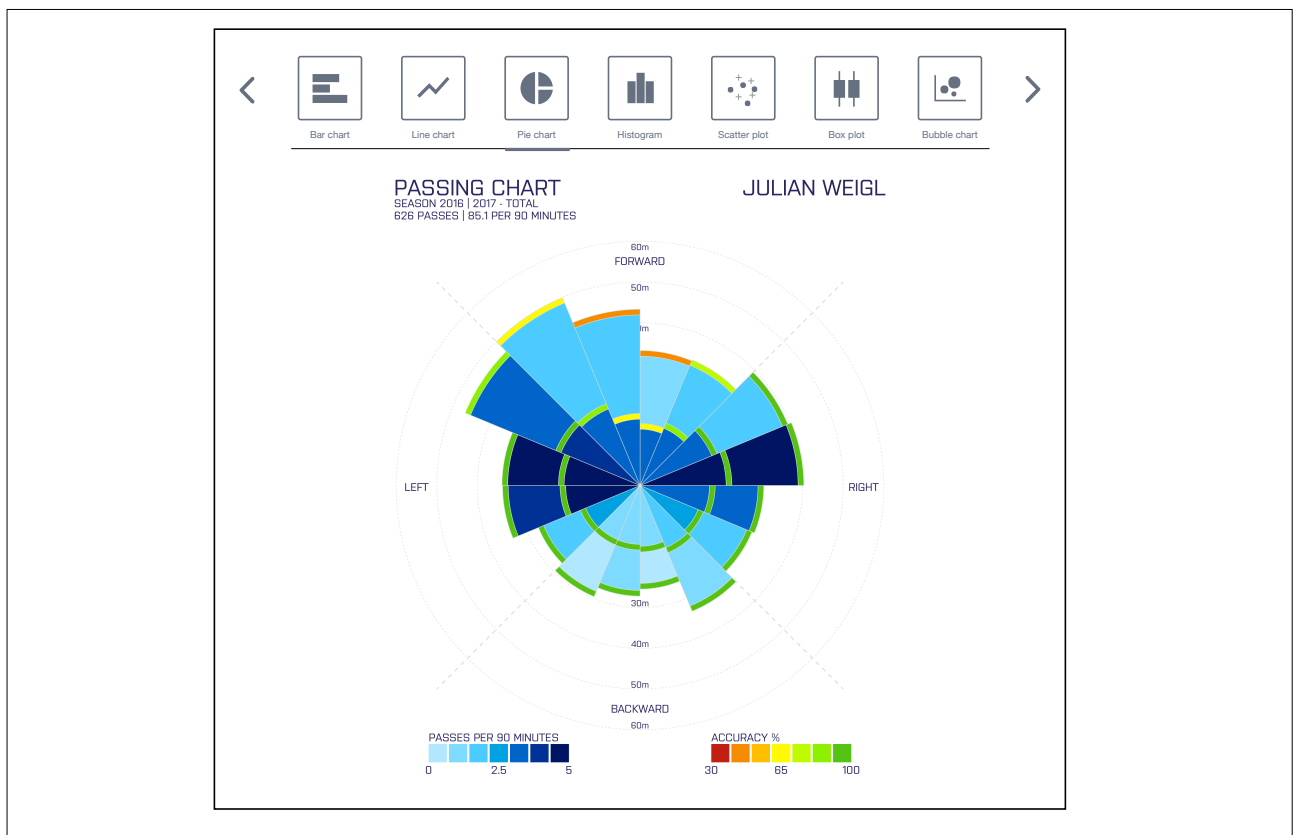 Bar chart
Line chart
Pie chart
Histogram
Scatter plot
Box plot
Bubble chart
PASSING CHART
JULIAN WEIGL
SEASON 2016 | 2017 - TOTAL
626 PASSES | 85.1 PER 90 MINUTES
60m
FORWARD
50m
LEFT
RIGHT
30m
40m
50m
BACKWARD
60m
PASSES PER 90 MINUTES
0 2.5 5
ACCURACY %
30 65 100